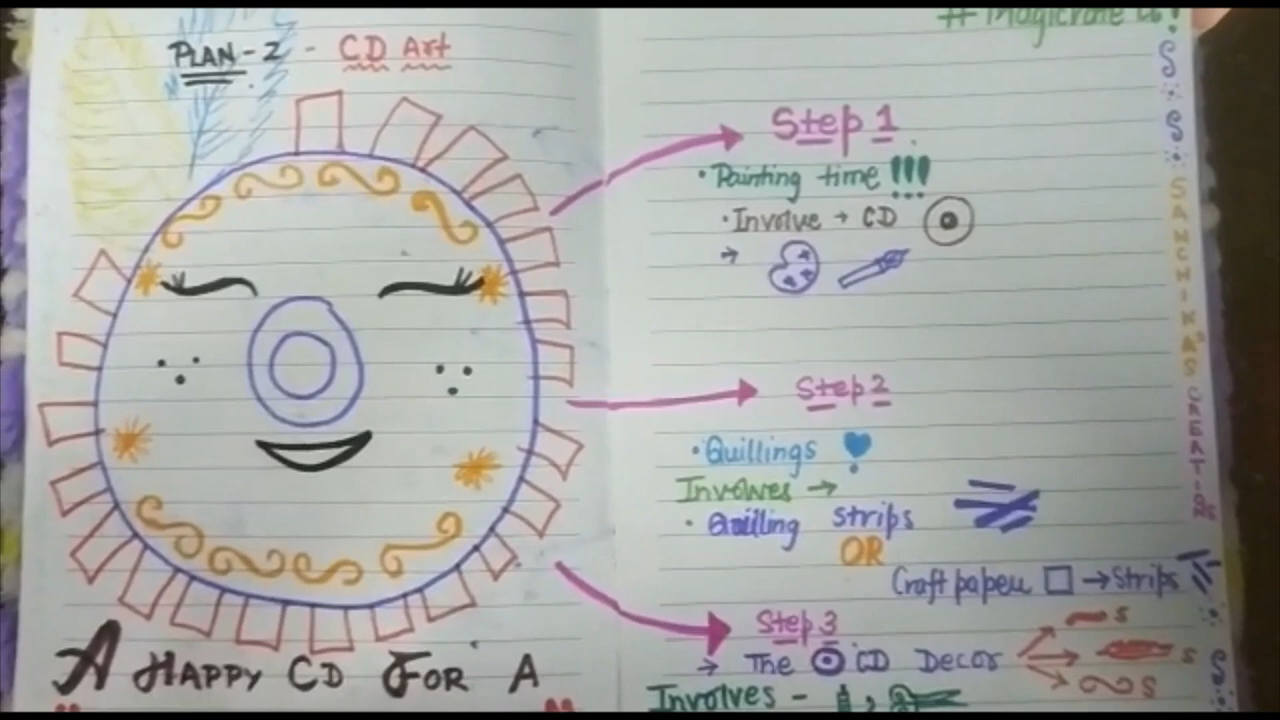 PLAN-2 - CD Art
A HAPPY CD FOR A
Step 1
• Painting time !!!
• Involve → CD
Step 2
• Quillings
Involves →
• Quilling strips
OR
Craft paper → Strips
Step 3
→ The CD Decor
S
S
S
Involves -
S
S
SANCHIKA'S
CREATIONS
S